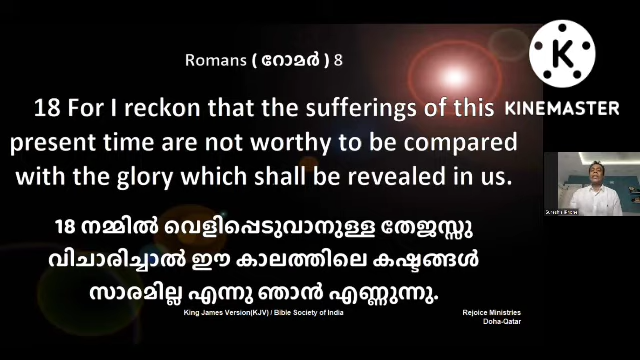 Romans ( റോമർ ) 8
18 For I reckon that the sufferings of this
present time are not worthy to be compared
with the glory which shall be revealed in us.
18 നമ്മിൽ വെളിപ്പെടുവാനുള്ള തേജസ്സു
വിചാരിച്ചാൽ ഈ കാലത്തിലെ കഷ്ടങ്ങൾ
സാരമില്ല എന്നു ഞാൻ എണ്ണുന്നു.
King James Version(KJV) / Bible Society of India
Rejoice Ministries
Doha-Qatar
K
KINEMASTER